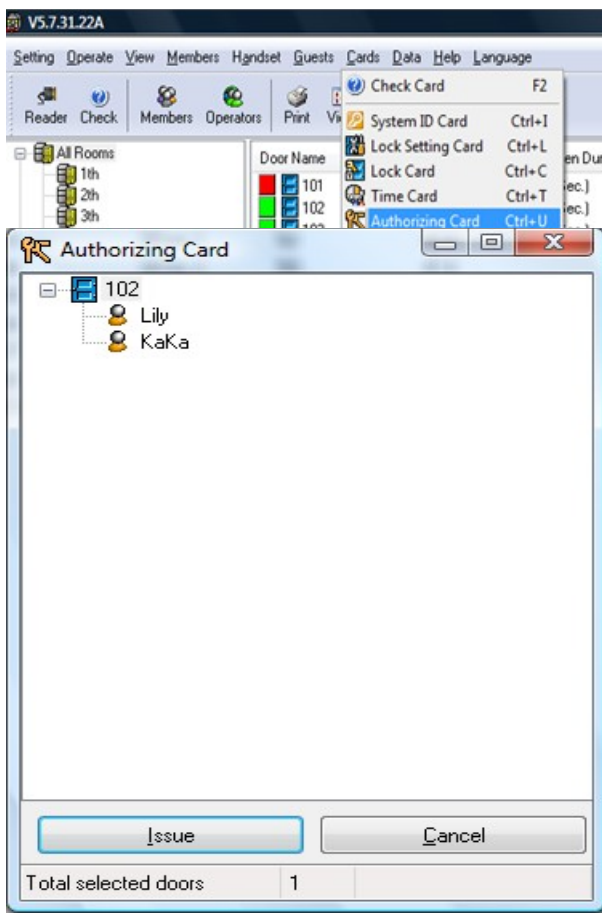 V5.7.31.22A
Setting Operate View Members Handset Guests Cards Data Help Language
Reader Check Members Operators Print
Check Card F2
System ID Card Ctrl+I
Lock Setting Card Ctrl+L
Lock Card Ctrl+C
Time Card Ctrl+T
Authorizing Card Ctrl+U
All Rooms
1th
2th
3th
Door Name
101
102
Authorizing Card
102
Lily
KaKa
Issue Cancel
Total selected doors 1